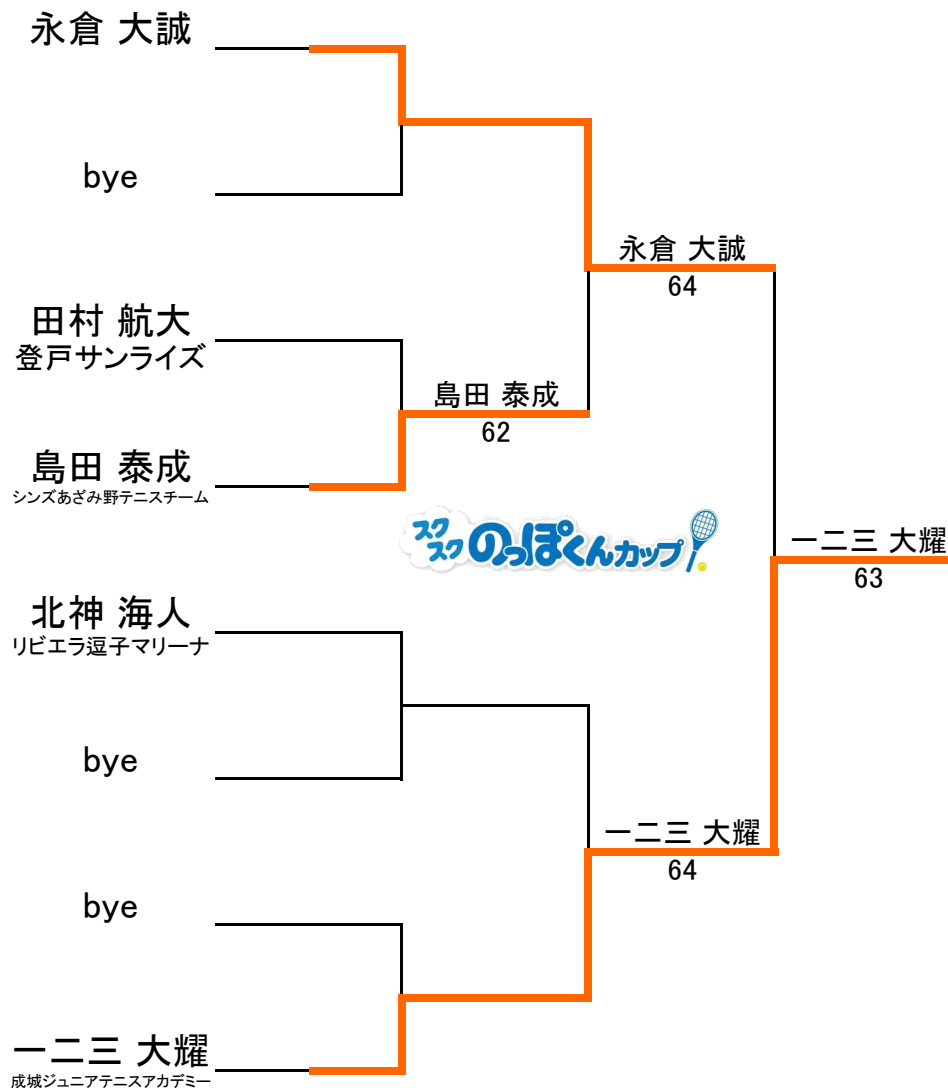 永倉 大誠
bye
永倉 大誠
64
田村 航大
登戸サンライズ
島田 泰成
62
島田 泰成
シンズあざみ野テニスチーム
スクスク のっぽくんカップ
一二三 大耀
63
北神 海人
リビエラ逗子マリーナ
bye
一二三 大耀
64
bye
一二三 大耀
成城ジュニアテニスアカデミー